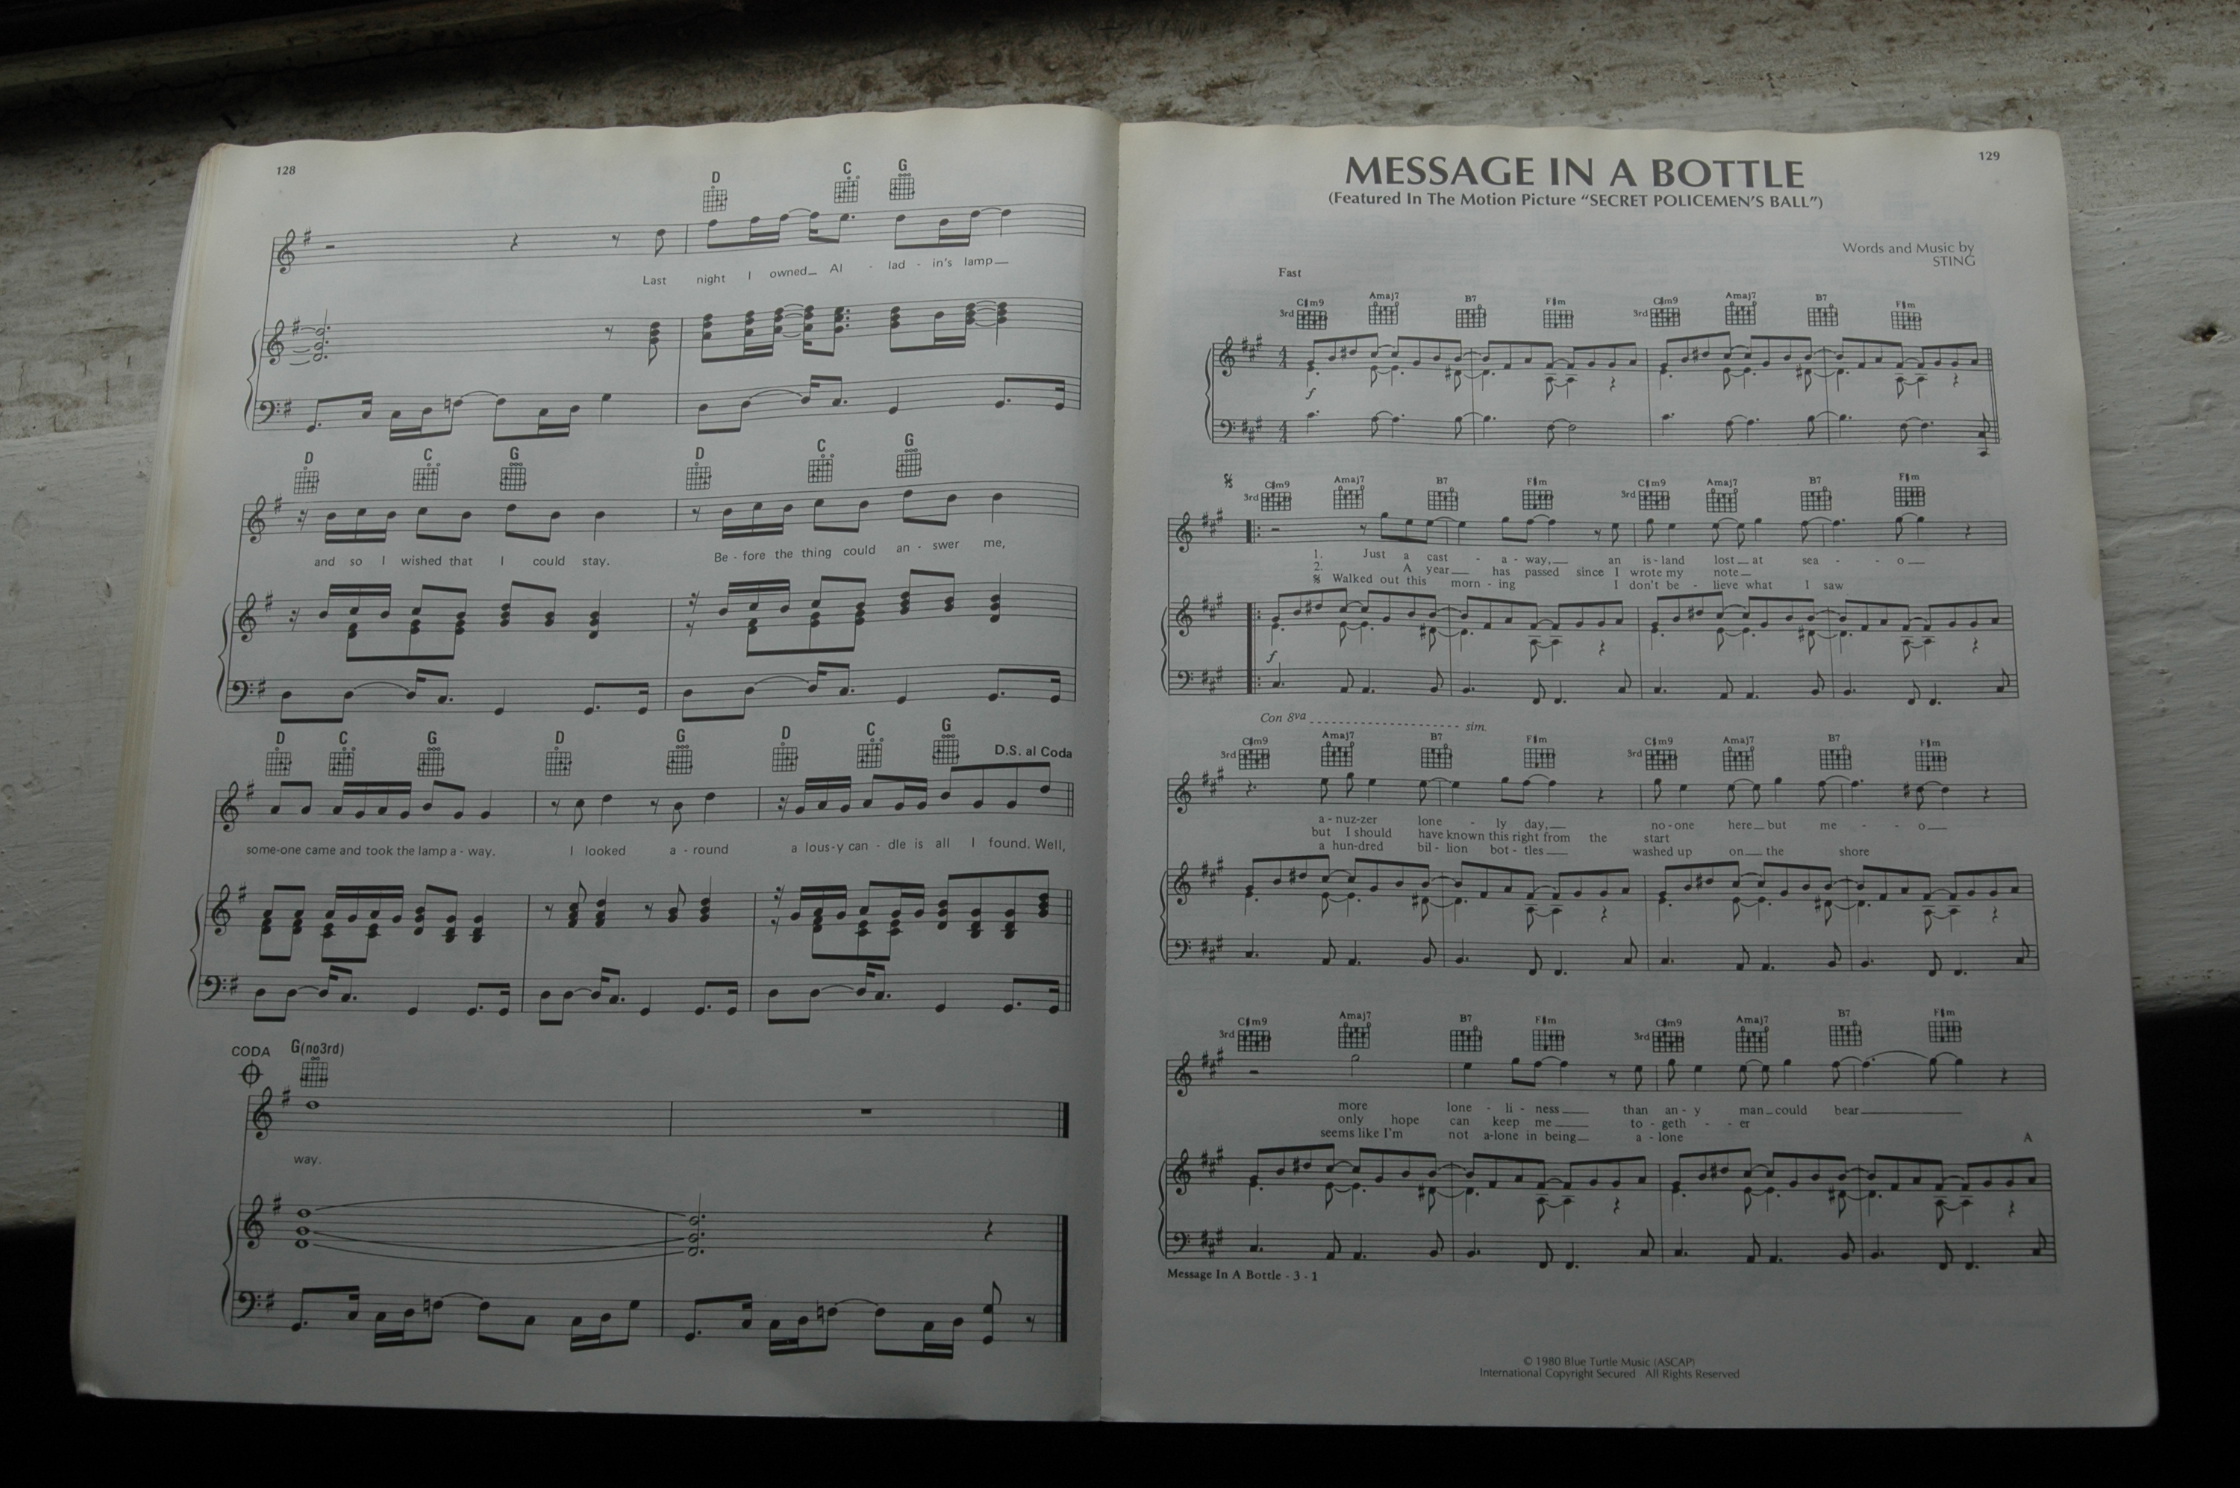 128
D C G
Last night I owned Al - lad - in's lamp
D C G D C G
and so I wished that I could stay. Be - fore the thing could an - swer me,
D C G D G D C G D.S. al Coda
some-one came and took the lamp a - way. I looked a - round a lous-y can - dle is all I found. Well,
CODA G(no3rd)
way.
129
MESSAGE IN A BOTTLE
(Featured In The Motion Picture “SECRET POLICEMEN'S BALL”)
Words and Music by
STING
Fast
C#m9 Amaj7 B7 F#m C#m9 Amaj7 B7 F#m
3rd 3rd
f
C#m9 Amaj7 B7 F#m C#m9 Amaj7 B7 F#m
3rd 3rd
1. Just a cast - a - way, an is - land lost at sea - - o
2. A year has passed since I wrote my note
Walked out this morn - ing I don't be - lieve what I saw
f
Con 8va sim.
C#m9 Amaj7 B7 F#m C#m9 Amaj7 B7 F#m
3rd 3rd
a - nuz-zer lone - ly day, no - one here but me - - o
but I should have known this right from the start
a hun-dred bil - lion bot - tles washed up on the shore
C#m9 Amaj7 B7 F#m C#m9 Amaj7 B7 F#m
3rd 3rd
more lone - li - ness than an - y man could bear
only hope can keep me to - geth - - er
seems like I'm not a-lone in being a - lone
A
Message In A Bottle - 3 - 1
© 1980 Blue Turtle Music (ASCAP)
International Copyright Secured All Rights Reserved